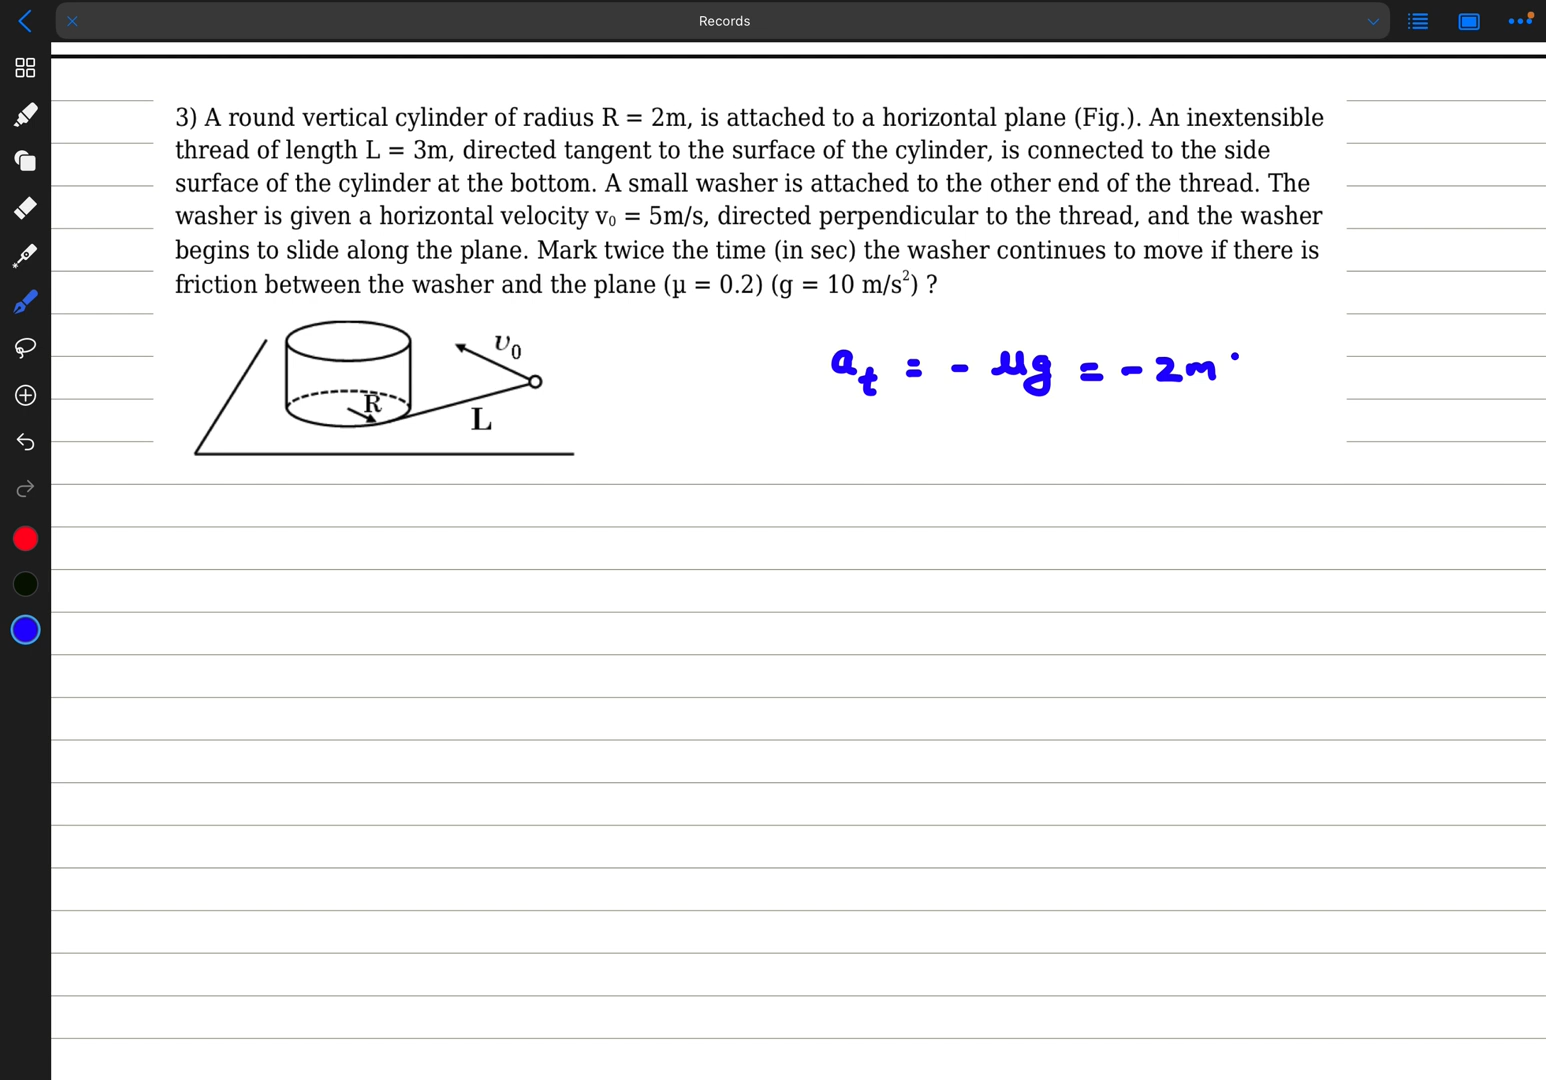 Records
3) A round vertical cylinder of radius R = 2m, is attached to a horizontal plane (Fig.). An inextensible
thread of length L = 3m, directed tangent to the surface of the cylinder, is connected to the side
surface of the cylinder at the bottom. A small washer is attached to the other end of the thread. The
washer is given a horizontal velocity v₀ = 5m/s, directed perpendicular to the thread, and the washer
begins to slide along the plane. Mark twice the time (in sec) the washer continues to move if there is
friction between the washer and the plane (μ = 0.2) (g = 10 m/s²) ?
υ₀
R
L
aₜ = - μg = - 2m